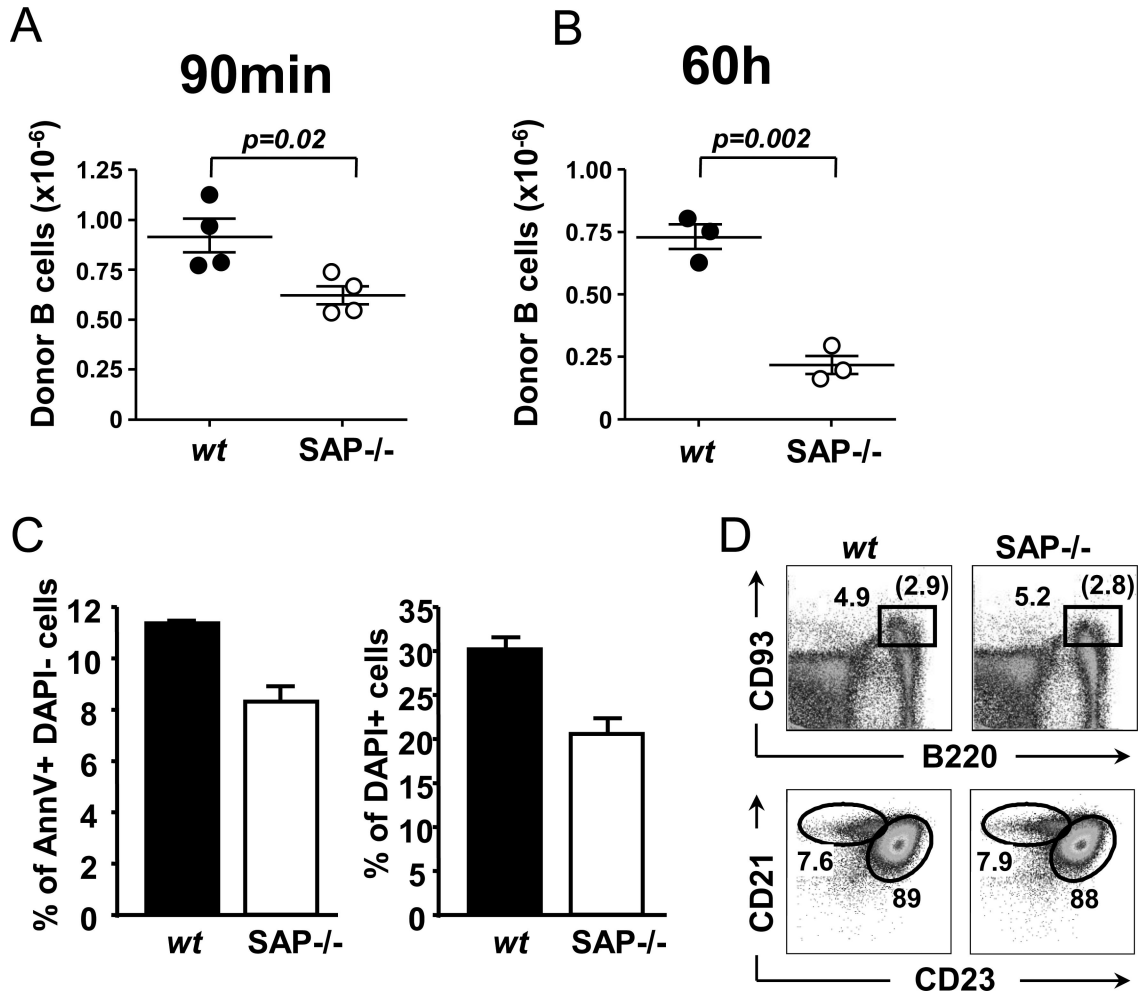 A
90min
Donor B cells (x10⁻⁶)
p=0.02
1.25
1.00
0.75
0.50
0.25
0
wt
SAP-/-
B
60h
Donor B cells (x10⁻⁶)
p=0.002
1.00
0.75
0.50
0.25
0
wt
SAP-/-
C
% of AnnV+ DAPI- cells
12
10
8
6
4
2
0
wt
SAP-/-
% of DAPI+ cells
35
30
25
20
15
10
5
0
wt
SAP-/-
D
wt
SAP-/-
4.9
(2.9)
5.2
(2.8)
CD93
B220
7.6
89
7.9
88
CD21
CD23